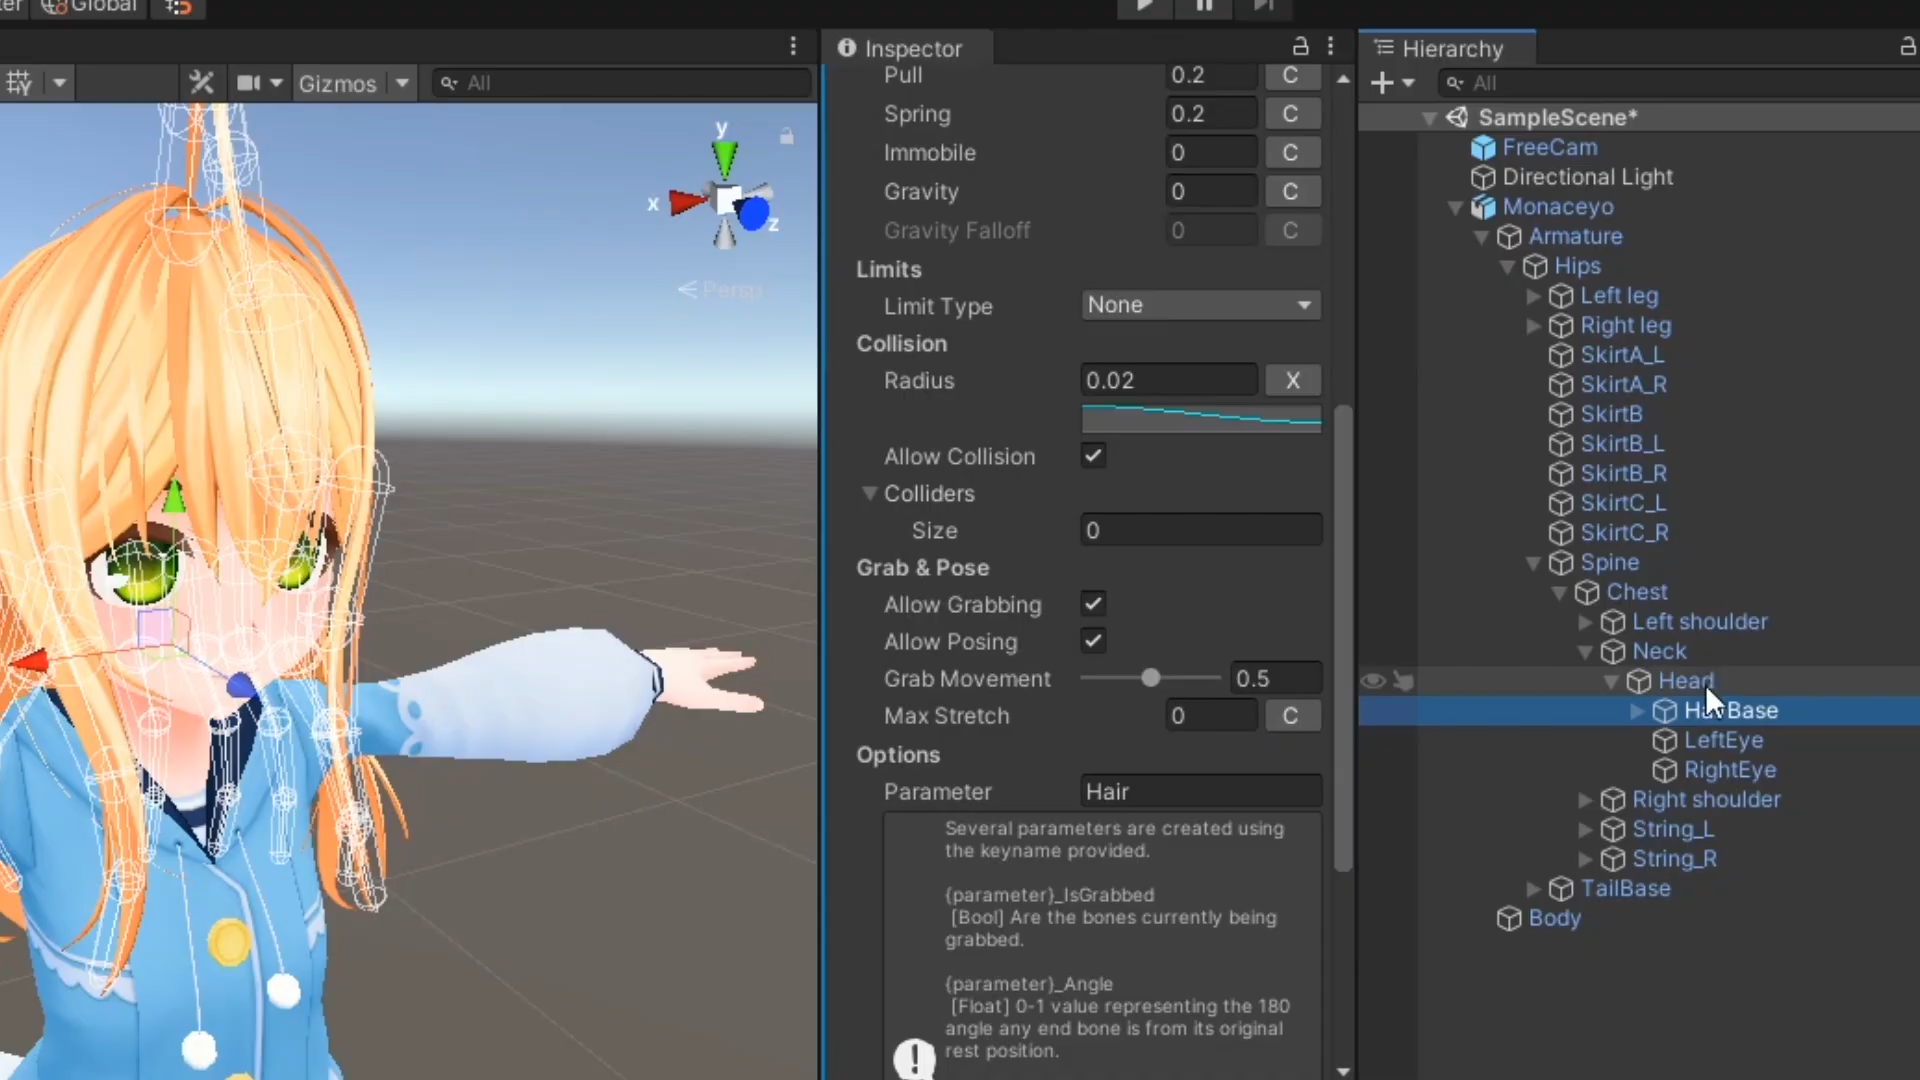 Global
Gizmos
All
y
x
z
Persp
Inspector
Pull 0.2 C
Spring 0.2 C
Immobile 0 C
Gravity 0 C
Gravity Falloff 0 C
Limits
Limit Type None
Collision
Radius 0.02 X
Allow Collision
Colliders
Size 0
Grab & Pose
Allow Grabbing
Allow Posing
Grab Movement 0.5
Max Stretch 0 C
Options
Parameter Hair
Several parameters are created using
the keyname provided.
{parameter}_IsGrabbed
[Bool] Are the bones currently being
grabbed.
{parameter}_Angle
[Float] 0-1 value representing the 180
angle any end bone is from its original
rest position.
Hierarchy
All
SampleScene*
FreeCam
Directional Light
Monaceyo
Armature
Hips
Left leg
Right leg
SkirtA_L
SkirtA_R
SkirtB
SkirtB_L
SkirtB_R
SkirtC_L
SkirtC_R
Spine
Chest
Left shoulder
Neck
Head
HairBase
LeftEye
RightEye
Right shoulder
String_L
String_R
TailBase
Body